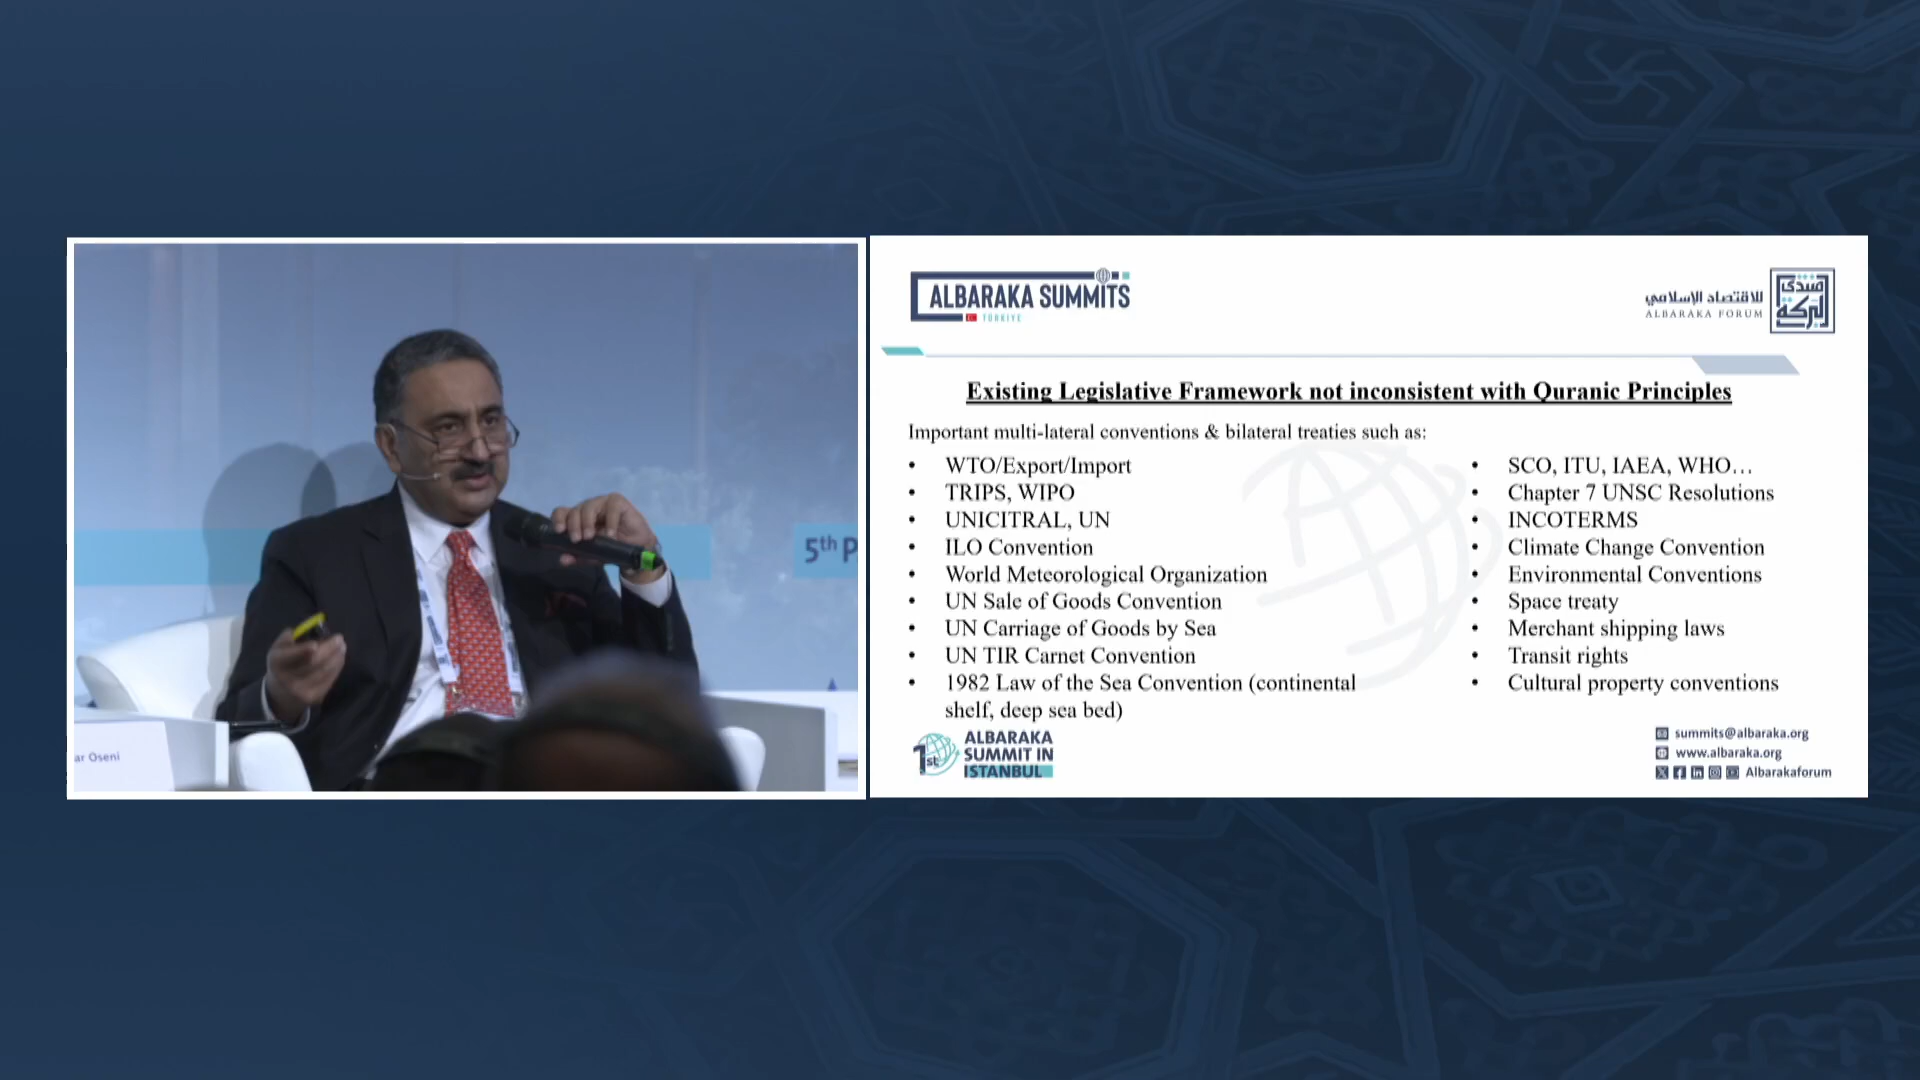 5th P
ar Oseni
ALBARAKA SUMMITS
TÜRKİYE
منتدى
البركة
للاقتصاد الإسلامي
ALBARAKA FORUM
Existing Legislative Framework not inconsistent with Quranic Principles
Important multi-lateral conventions & bilateral treaties such as:
• WTO/Export/Import
• TRIPS, WIPO
• UNICITRAL, UN
• ILO Convention
• World Meteorological Organization
• UN Sale of Goods Convention
• UN Carriage of Goods by Sea
• UN TIR Carnet Convention
• 1982 Law of the Sea Convention (continental
shelf, deep sea bed)
• SCO, ITU, IAEA, WHO…
• Chapter 7 UNSC Resolutions
• INCOTERMS
• Climate Change Convention
• Environmental Conventions
• Space treaty
• Merchant shipping laws
• Transit rights
• Cultural property conventions
1st
ALBARAKA
SUMMIT IN
ISTANBUL
summits@albaraka.org
www.albaraka.org
Albarakaforum